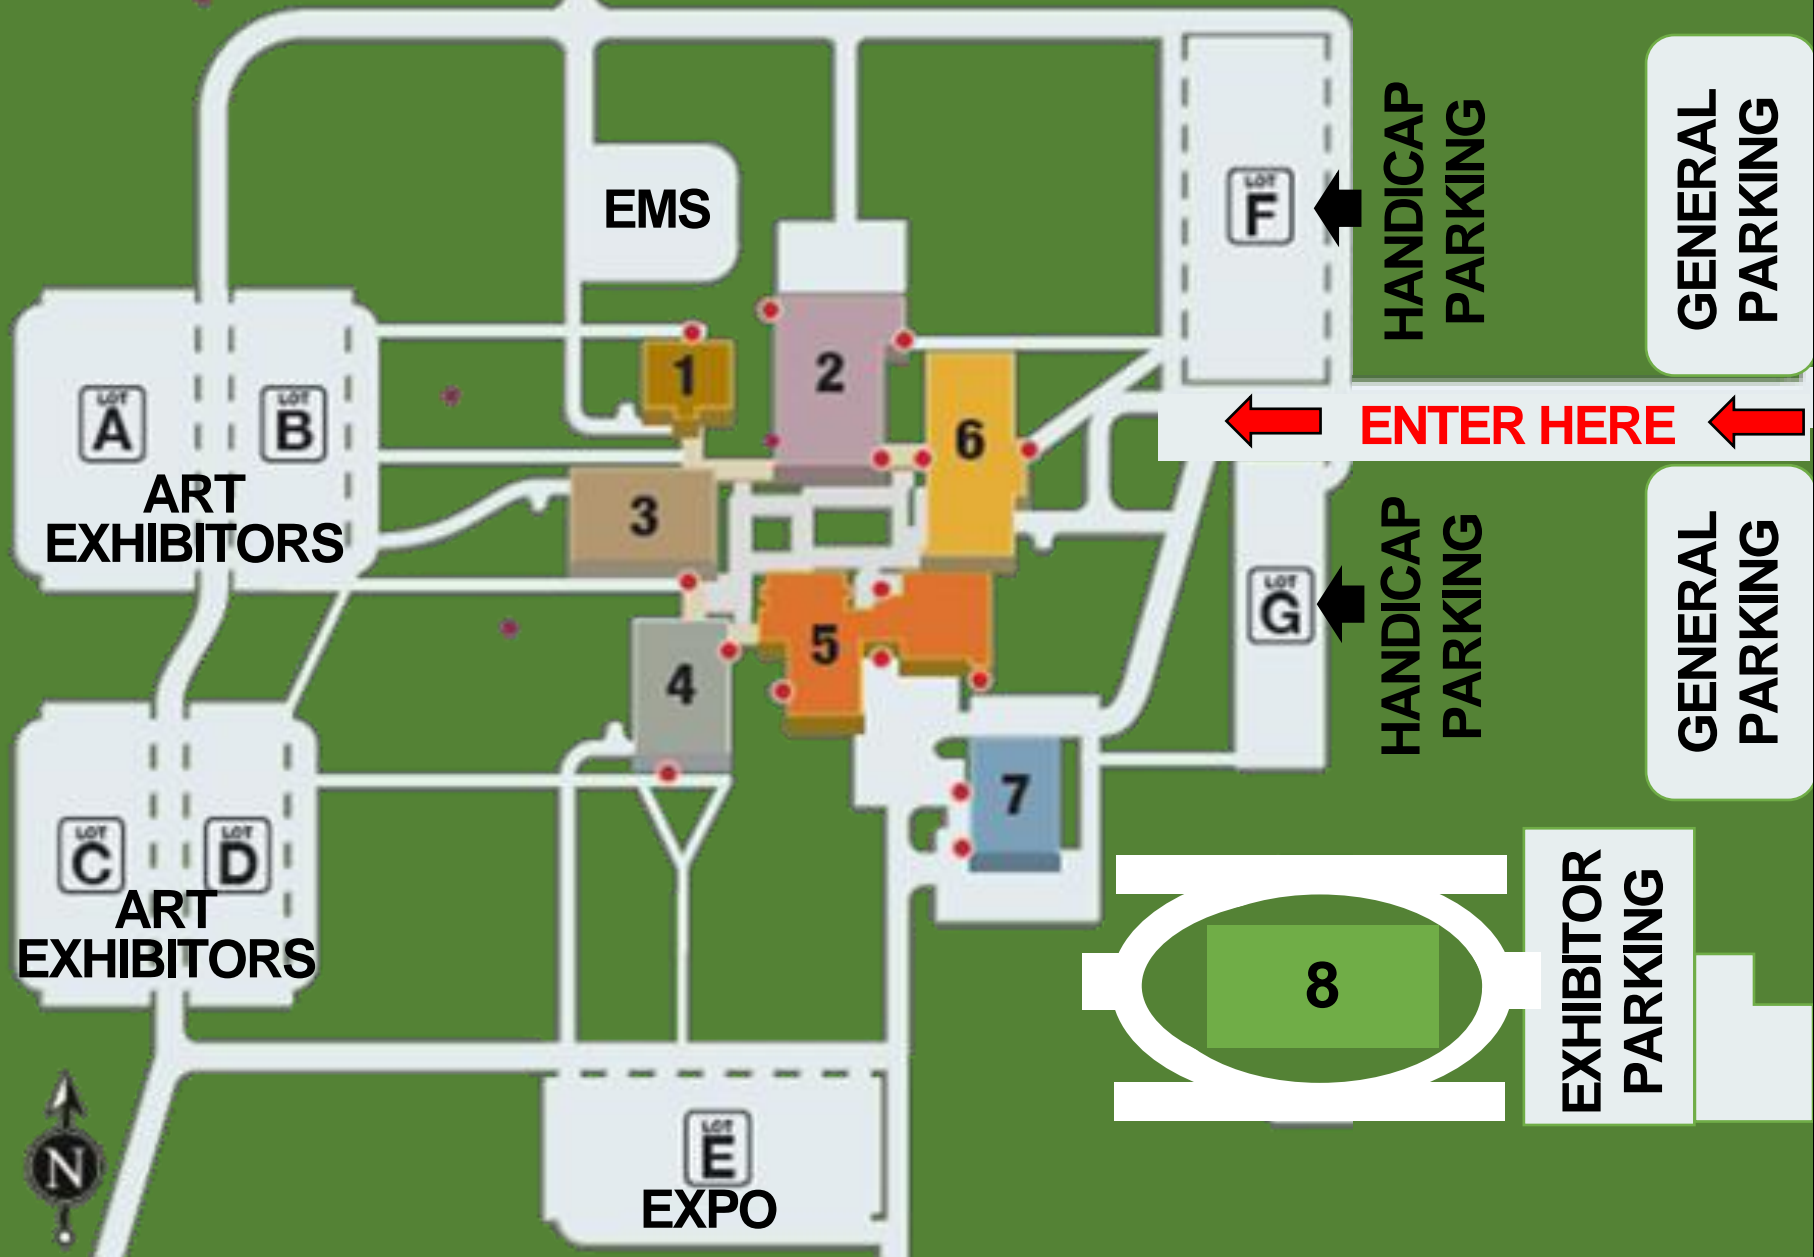 EMS
LOT
F
HANDICAP
PARKING
GENERAL
PARKING
1
2
6
LOT
A
LOT
B
ENTER HERE
ART
EXHIBITORS
3
HANDICAP
PARKING
GENERAL
PARKING
LOT
G
5
4
7
LOT
C
LOT
D
ART
EXHIBITORS
8
EXHIBITOR
PARKING
N
LOT
E
EXPO